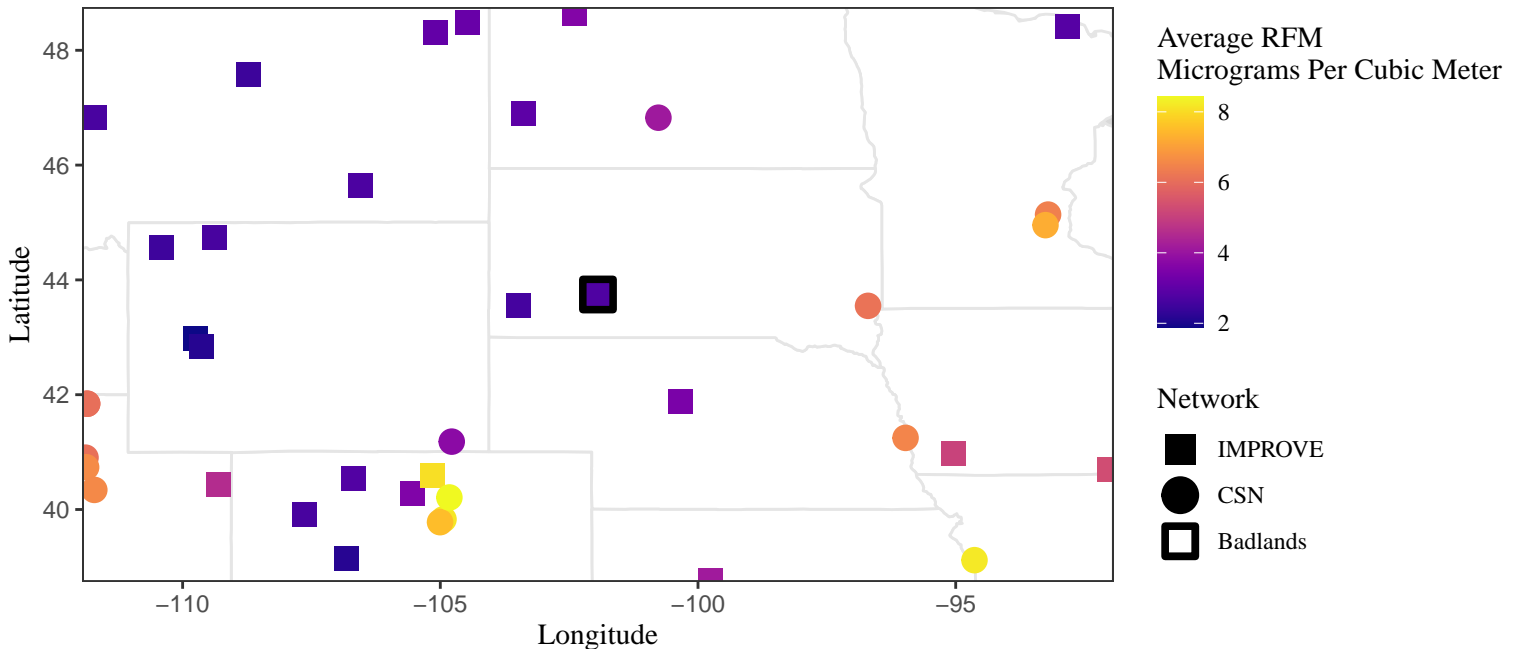 Average RFM
Micrograms Per Cubic Meter
8
6
4
2
Network
IMPROVE
CSN
Badlands
Latitude
48
46
44
42
40
−110
−105
−100
−95
Longitude